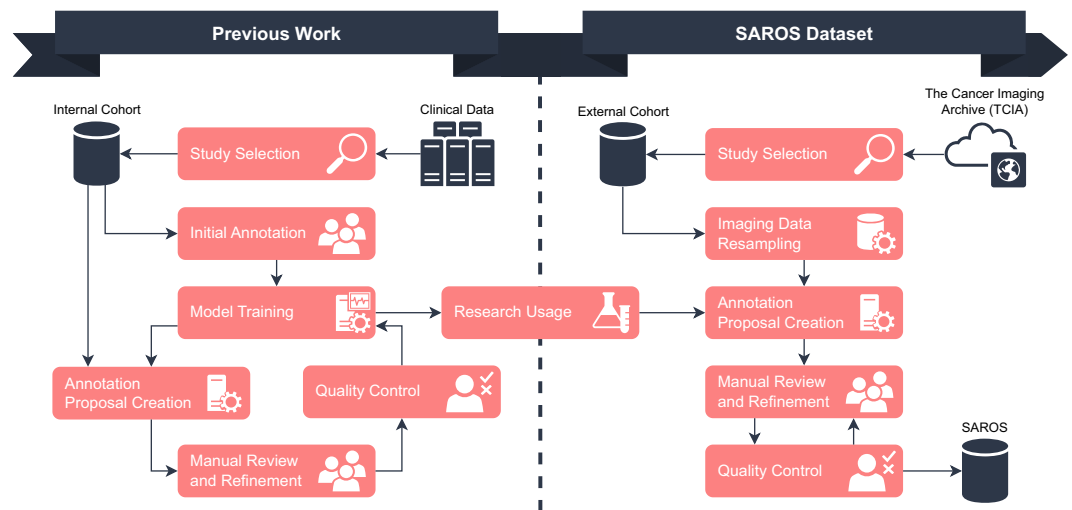 Previous Work
SAROS Dataset
Internal Cohort
Clinical Data
Study Selection
Initial Annotation
Model Training
Annotation
Proposal Creation
Quality Control
Manual Review
and Refinement
Research Usage
External Cohort
The Cancer Imaging
Archive (TCIA)
Study Selection
Imaging Data
Resampling
Annotation
Proposal Creation
Manual Review
and Refinement
Quality Control
SAROS